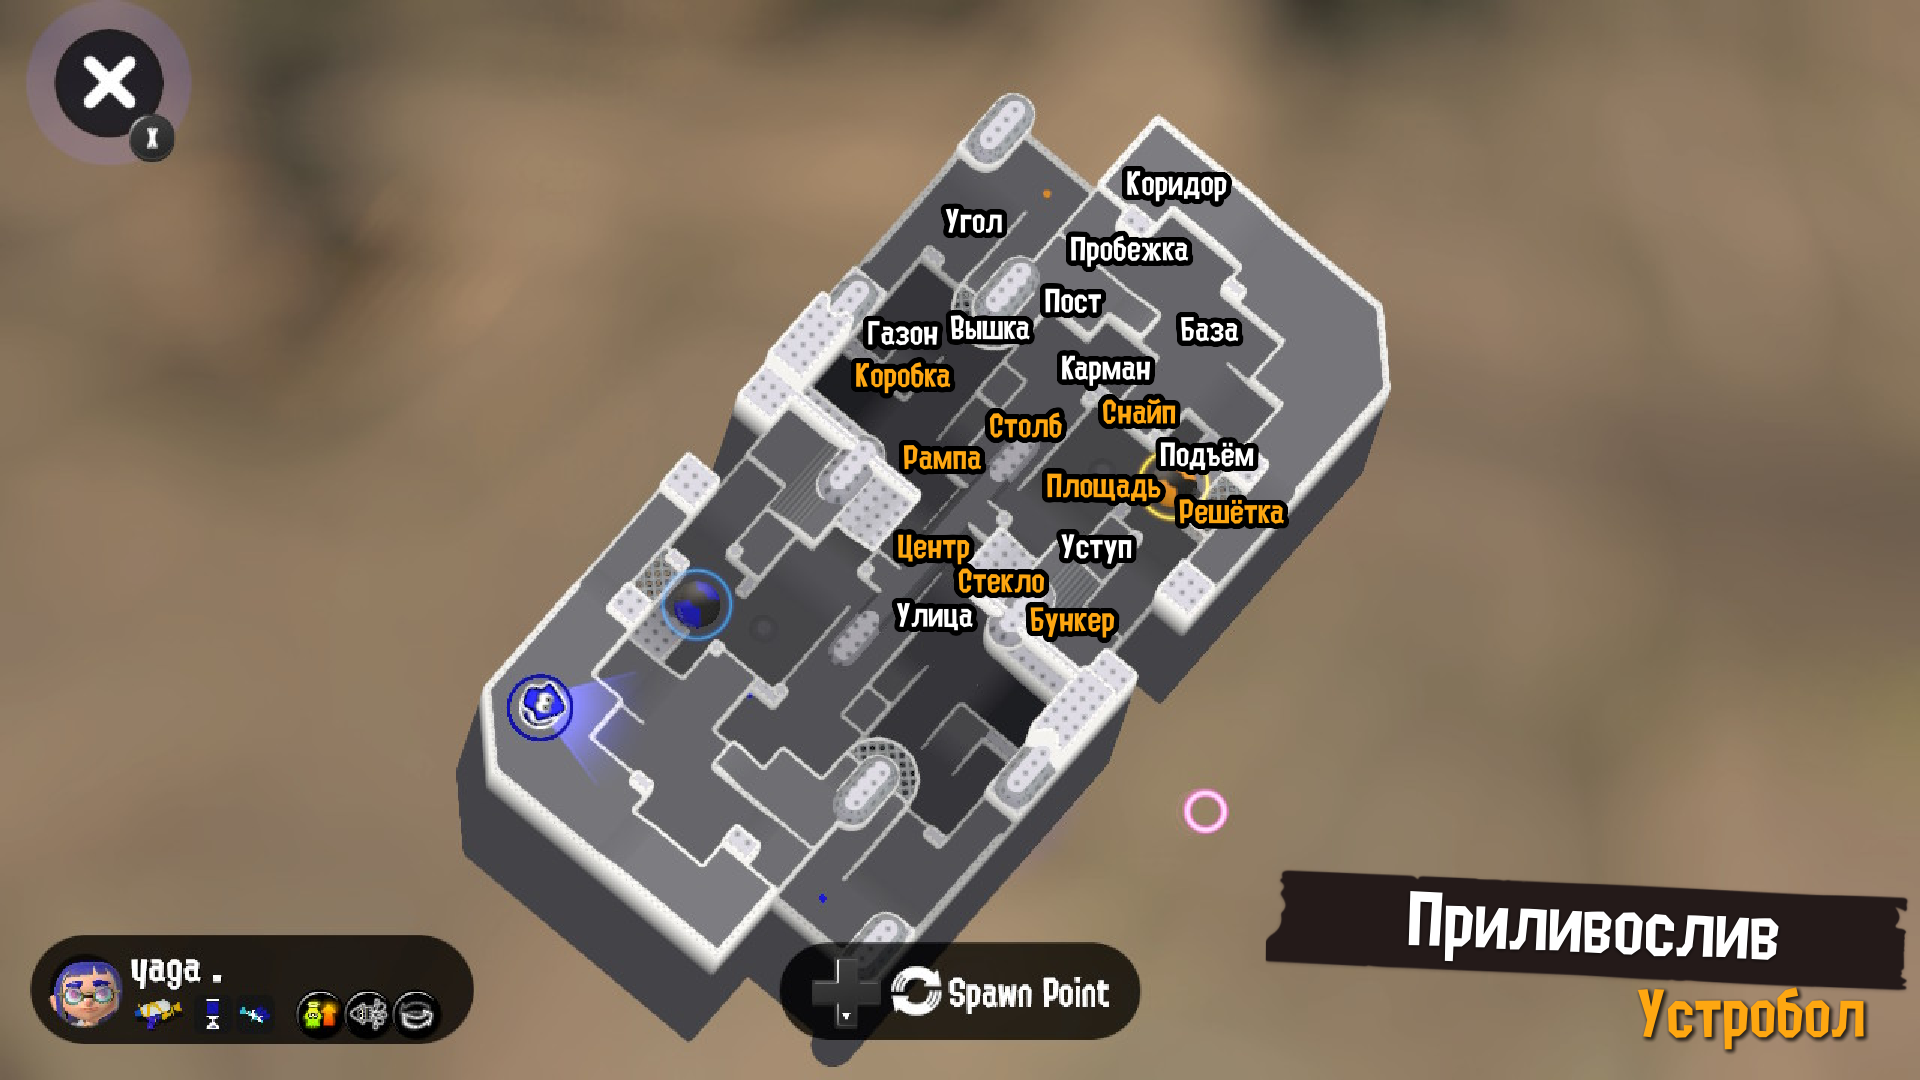 Коридор
Угол
Пробежка
Пост
Газон
Вышка
База
Коробка
Карман
Снайп
Столб
Рампа
Подъём
Площадь
Решётка
Центр
Уступ
Стекло
Улица
Бункер
yaga .
Spawn Point
Приливослив
Устробол